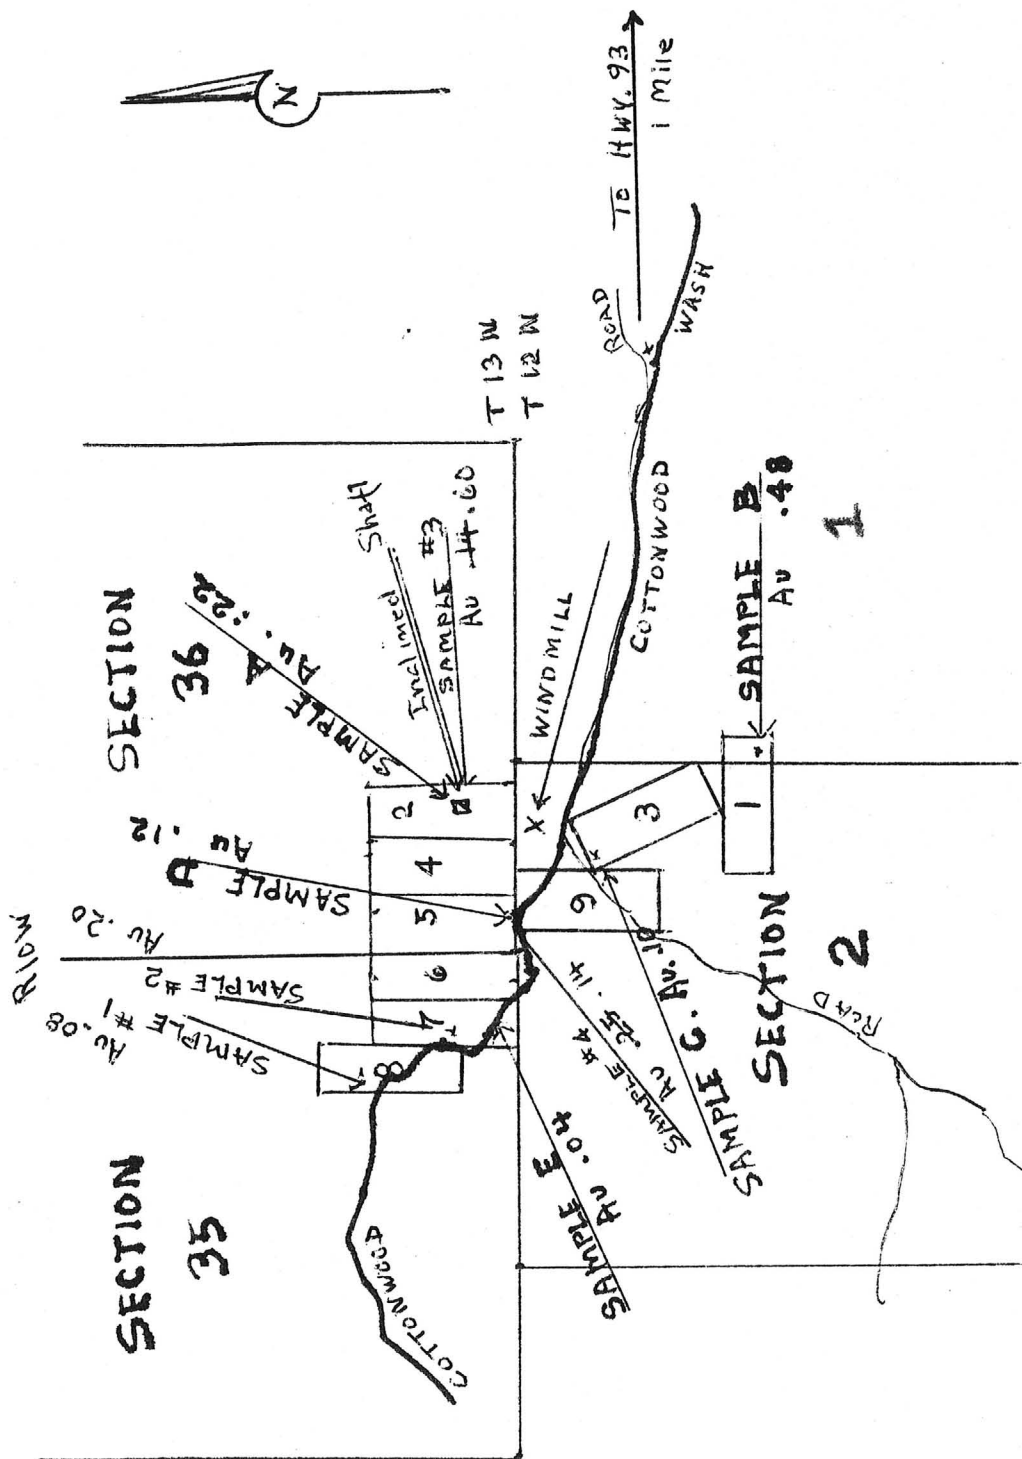 N
R10W
SECTION
35
SECTION
36
T 13 N
T 12 N
SAMPLE #1
Au .08
SAMPLE #2
Au .20
SAMPLE D
Au .12
SAMPLE A
Au. .22
Inclined Shaft
SAMPLE #3
Au 14.60
8
7
6
5
4
2
COTTONWOOD
WINDMILL
X
COTTONWOOD
WASH
ROAD
TO HWY. 93
1 Mile
9
3
1
SAMPLE E
Au .04
SAMPLE #4
Au .25 .14
SAMPLE C. Au. .10
SECTION
2
ROAD
SAMPLE B
Au .48
1